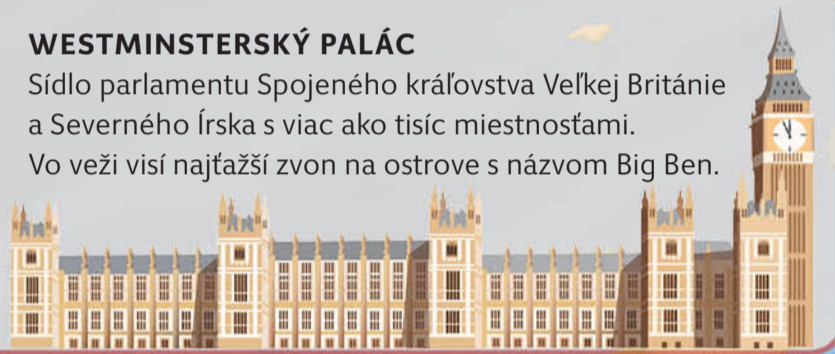 WESTMINSTERSKÝ PALÁC
Sídlo parlamentu Spojeného kráľovstva Veľkej Británie
a Severného Írska s viac ako tisíc miestnosťami.
Vo veži visí najťažší zvon na ostrove s názvom Big Ben.